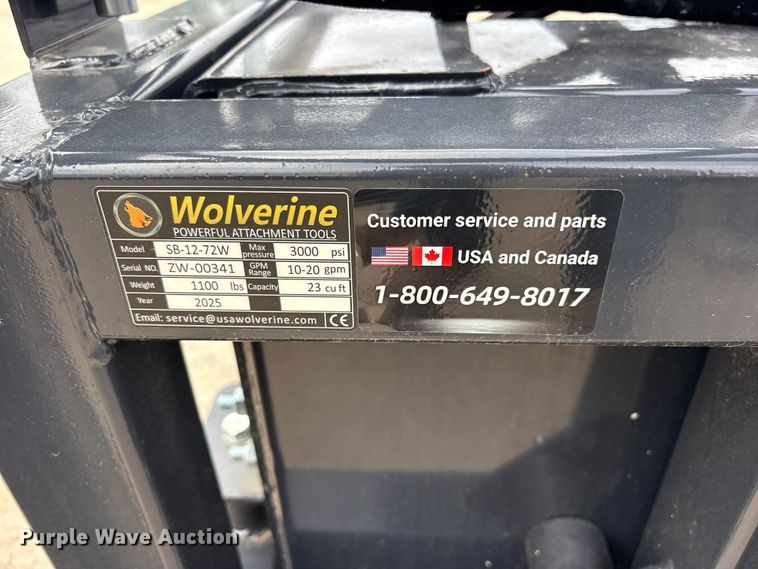 Wolverine
POWERFUL ATTACHMENT TOOLS
Model SB-12-72W Max pressure 3000 psi
Serial NO. ZW-00341 GPM Range 10-20 gpm
Weight 1100 lbs Capacity 23 cu ft
Year 2025
Email: service@usawolverine.com CE
Customer service and parts
USA and Canada
1-800-649-8017
Purple Wave Auction